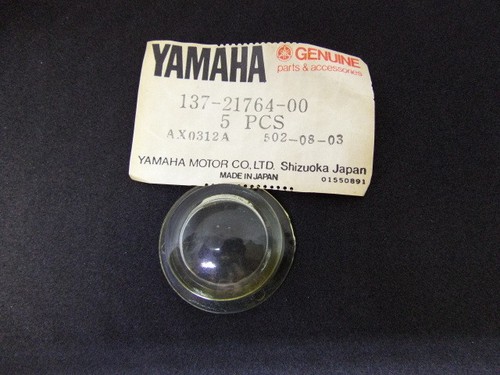 YAMAHA
GENUINE
parts & accessories
137-21764-00
5 PCS
AX0312A 502-08-03
YAMAHA MOTOR CO., LTD. Shizuoka Japan
MADE IN JAPAN
01550891